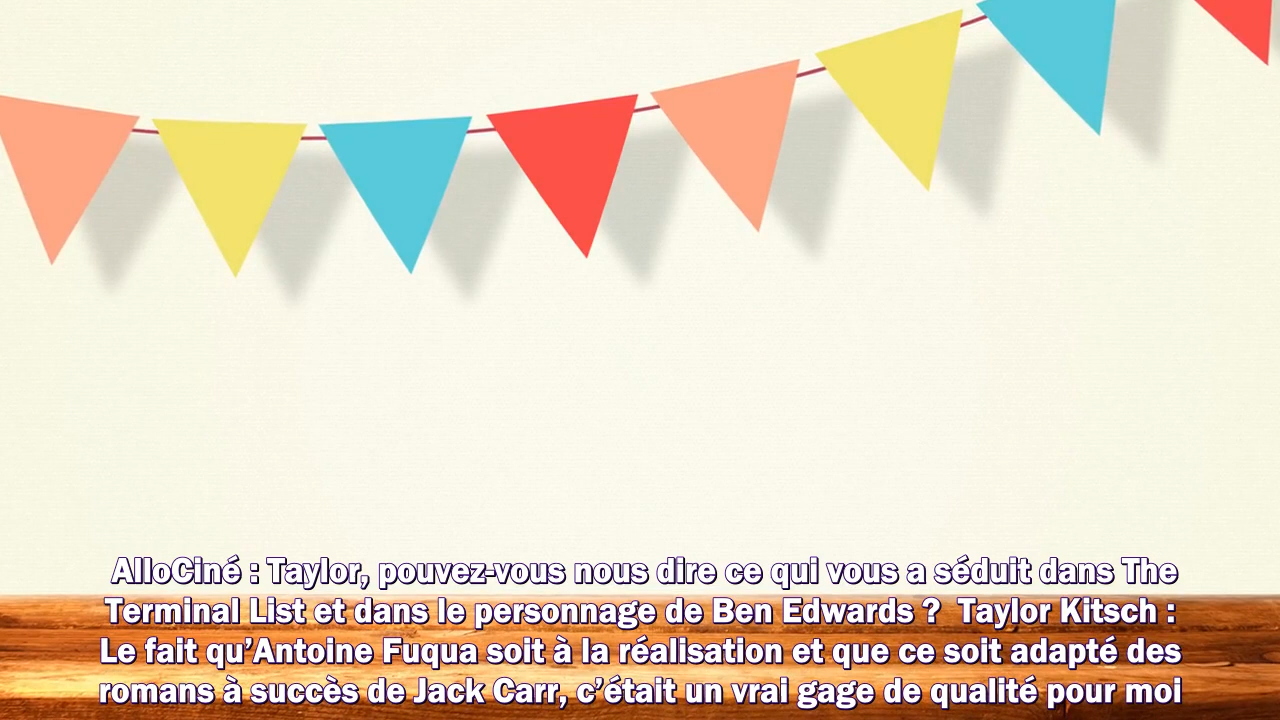 AlloCiné : Taylor, pouvez-vous nous dire ce qui vous a séduit dans The
Terminal List et dans le personnage de Ben Edwards ?  Taylor Kitsch :
Le fait qu’Antoine Fuqua soit à la réalisation et que ce soit adapté des
romans à succès de Jack Carr, c’était un vrai gage de qualité pour moi